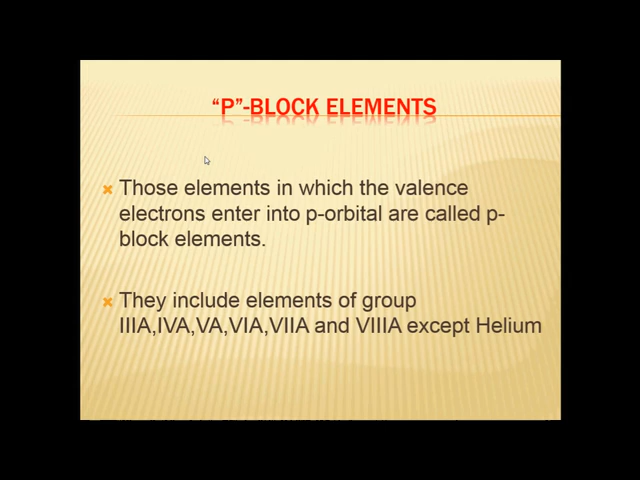 “P”-BLOCK ELEMENTS
Those elements in which the valence
electrons enter into p-orbital are called p-
block elements.
They include elements of group
IIIA,IVA,VA,VIA,VIIA and VIIIA except Helium